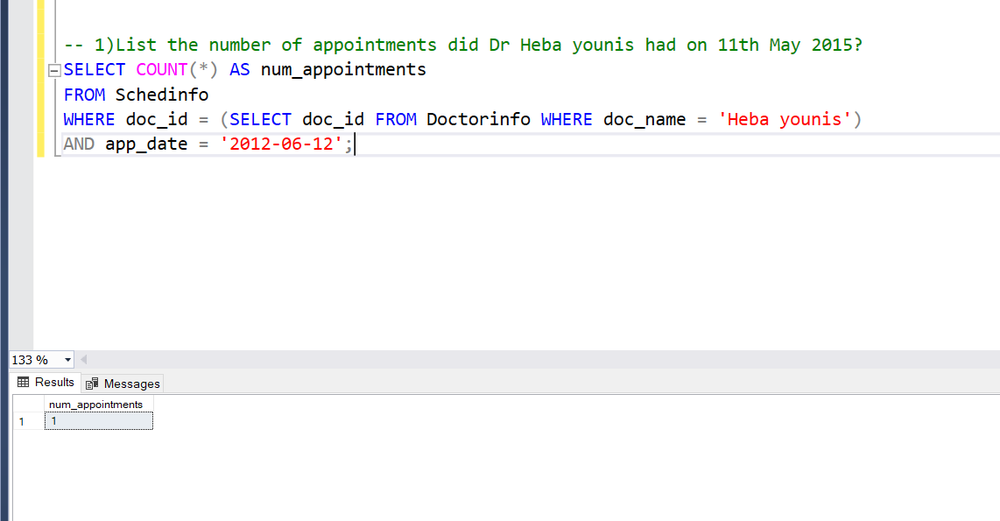 -- 1)List the number of appointments did Dr Heba younis had on 11th May 2015?
SELECT COUNT(*) AS num_appointments
FROM Schedinfo
WHERE doc_id = (SELECT doc_id FROM Doctorinfo WHERE doc_name = 'Heba younis')
AND app_date = '2012-06-12';
133 %
Results Messages
num_appointments
1 1